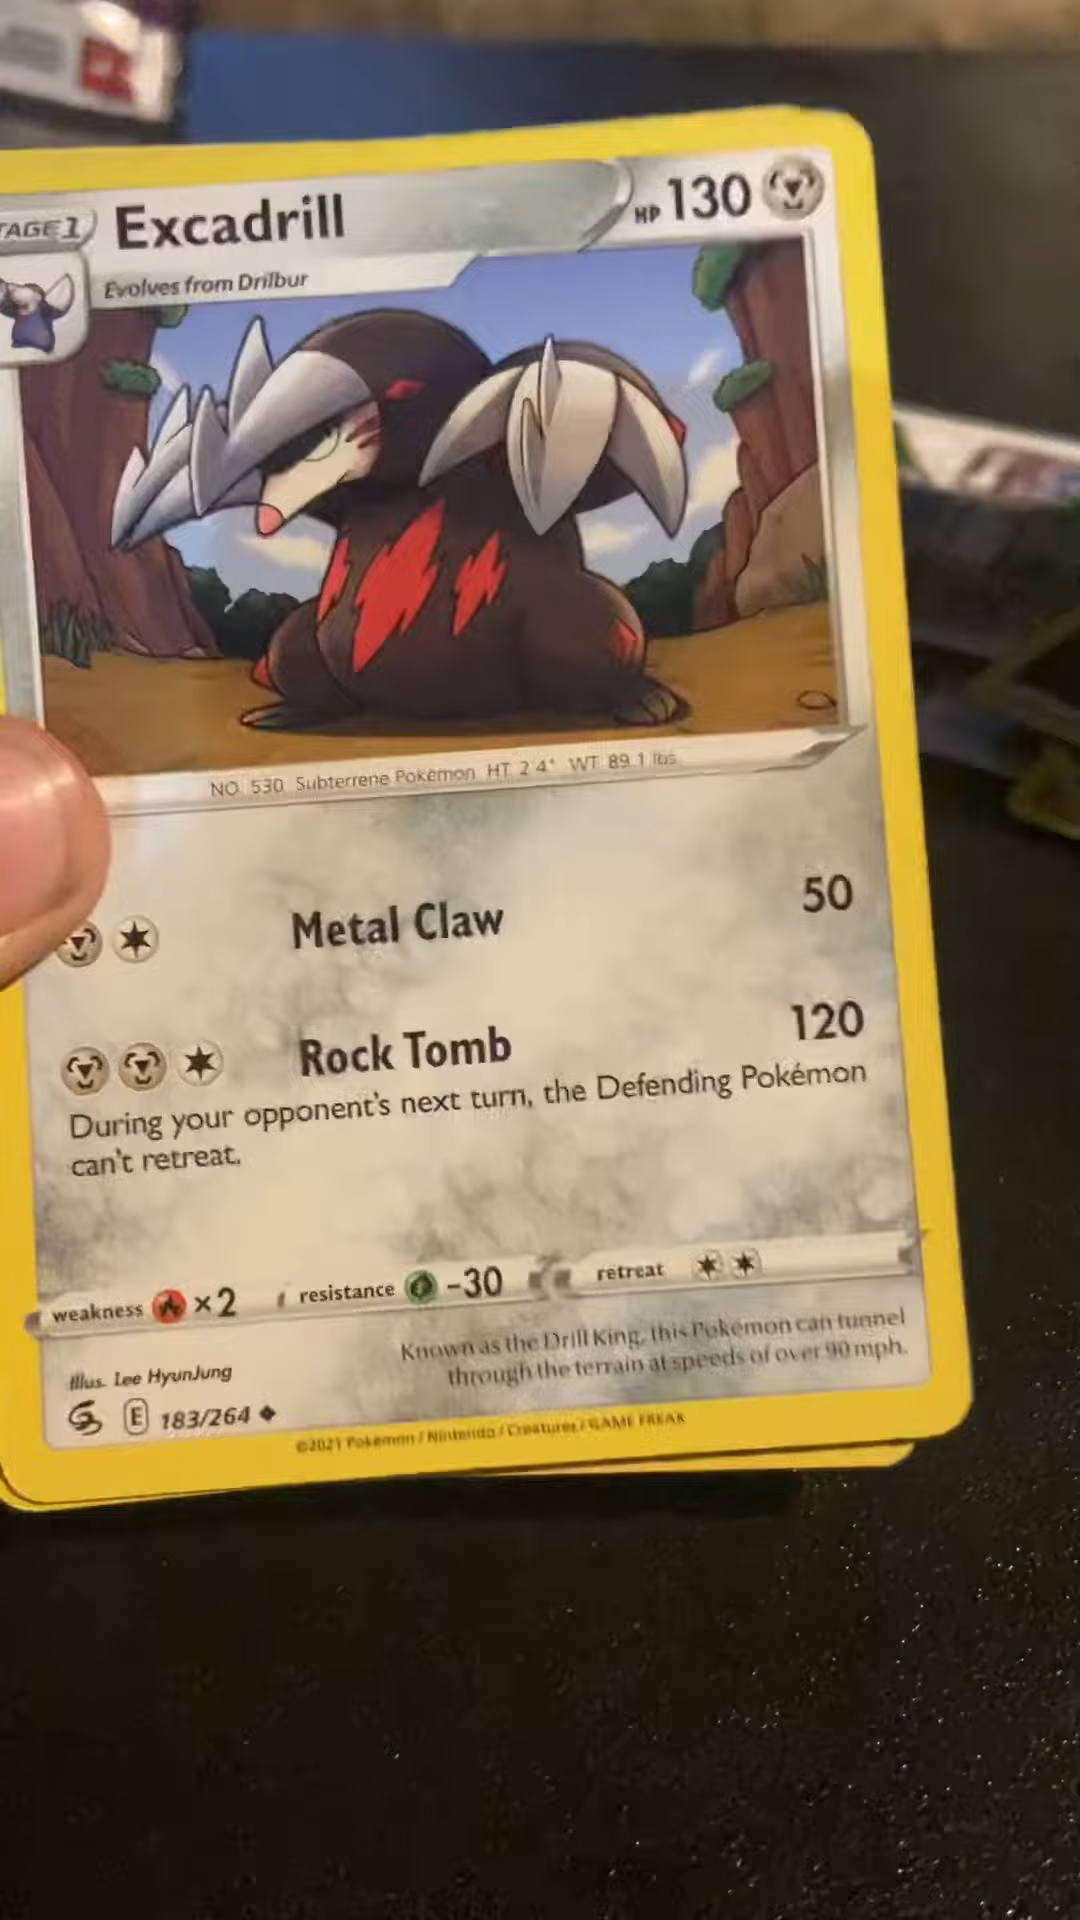 TAGE 1 Excadrill HP 130
Evolves from Drilbur
NO. 530 Subterrene Pokémon HT 2'4" WT 89.1 lbs
Metal Claw 50
Rock Tomb 120
During your opponent's next turn, the Defending Pokémon
can't retreat.
weakness ×2 resistance -30 retreat
Known as the Drill King, this Pokémon can tunnel
through the terrain at speeds of over 90 mph.
Illus. Lee HyunJung
E 183/264
©2021 Pokémon / Nintendo / Creatures / GAME FREAK